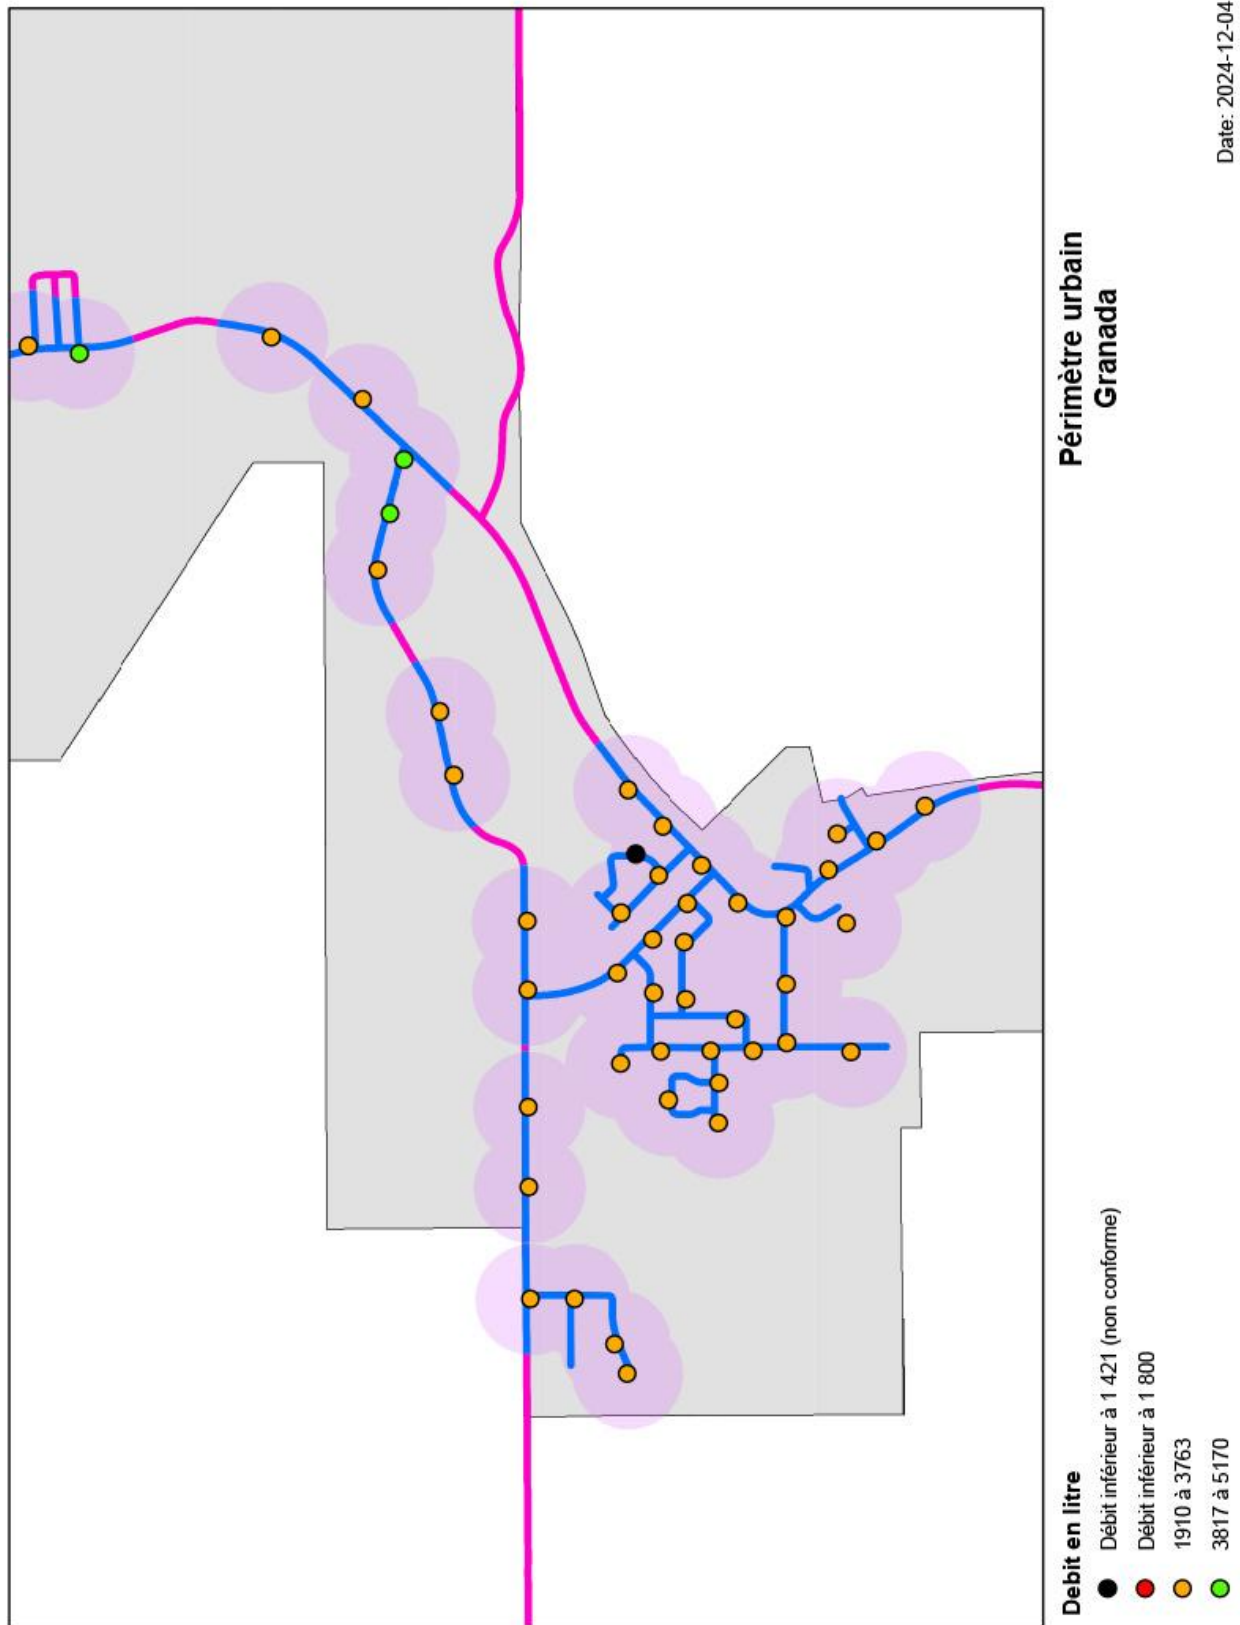 Périmètre urbain
Granada
Debit en litre
Débit inférieur à 1 421 (non conforme)
Débit inférieur à 1 800
1910 à 3763
3817 à 5170
Date: 2024-12-04